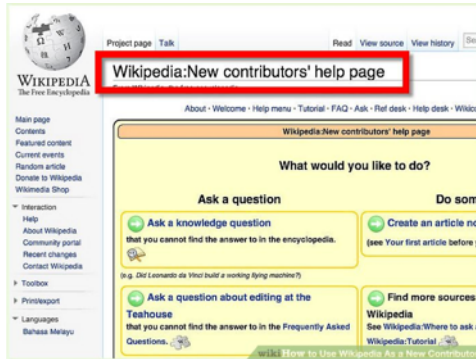 Project page Talk Read View source View history
WIKIPEDIA
The Free Encyclopedia
Wikipedia:New contributors' help page
About · Welcome · Help menu · Tutorial · FAQ · Ask · Ref desk · Help desk ·
Wikipedia:New contributors' help page
Main page
Contents
Featured content
Current events
Random article
Donate to Wikipedia
Wikimedia Shop
Interaction
Help
About Wikipedia
Community portal
Recent changes
Contact Wikipedia
Toolbox
Print/export
Languages
Bahasa Melayu
What would you like to do?
Ask a question
Ask a knowledge question
that you cannot find the answer to in the encyclopedia.
(e.g. Did Leonardo da Vinci build a working flying machine?)
Ask a question about editing at the
Teahouse
that you cannot find the answer to in the Frequently Asked
Questions.
Do som
Create an article no
(see Your first article before
Find more sources
Wikipedia
See Wikipedia:Where to ask
Wikipedia:Tutorial
wikiHow to Use Wikipedia As a New Contributor